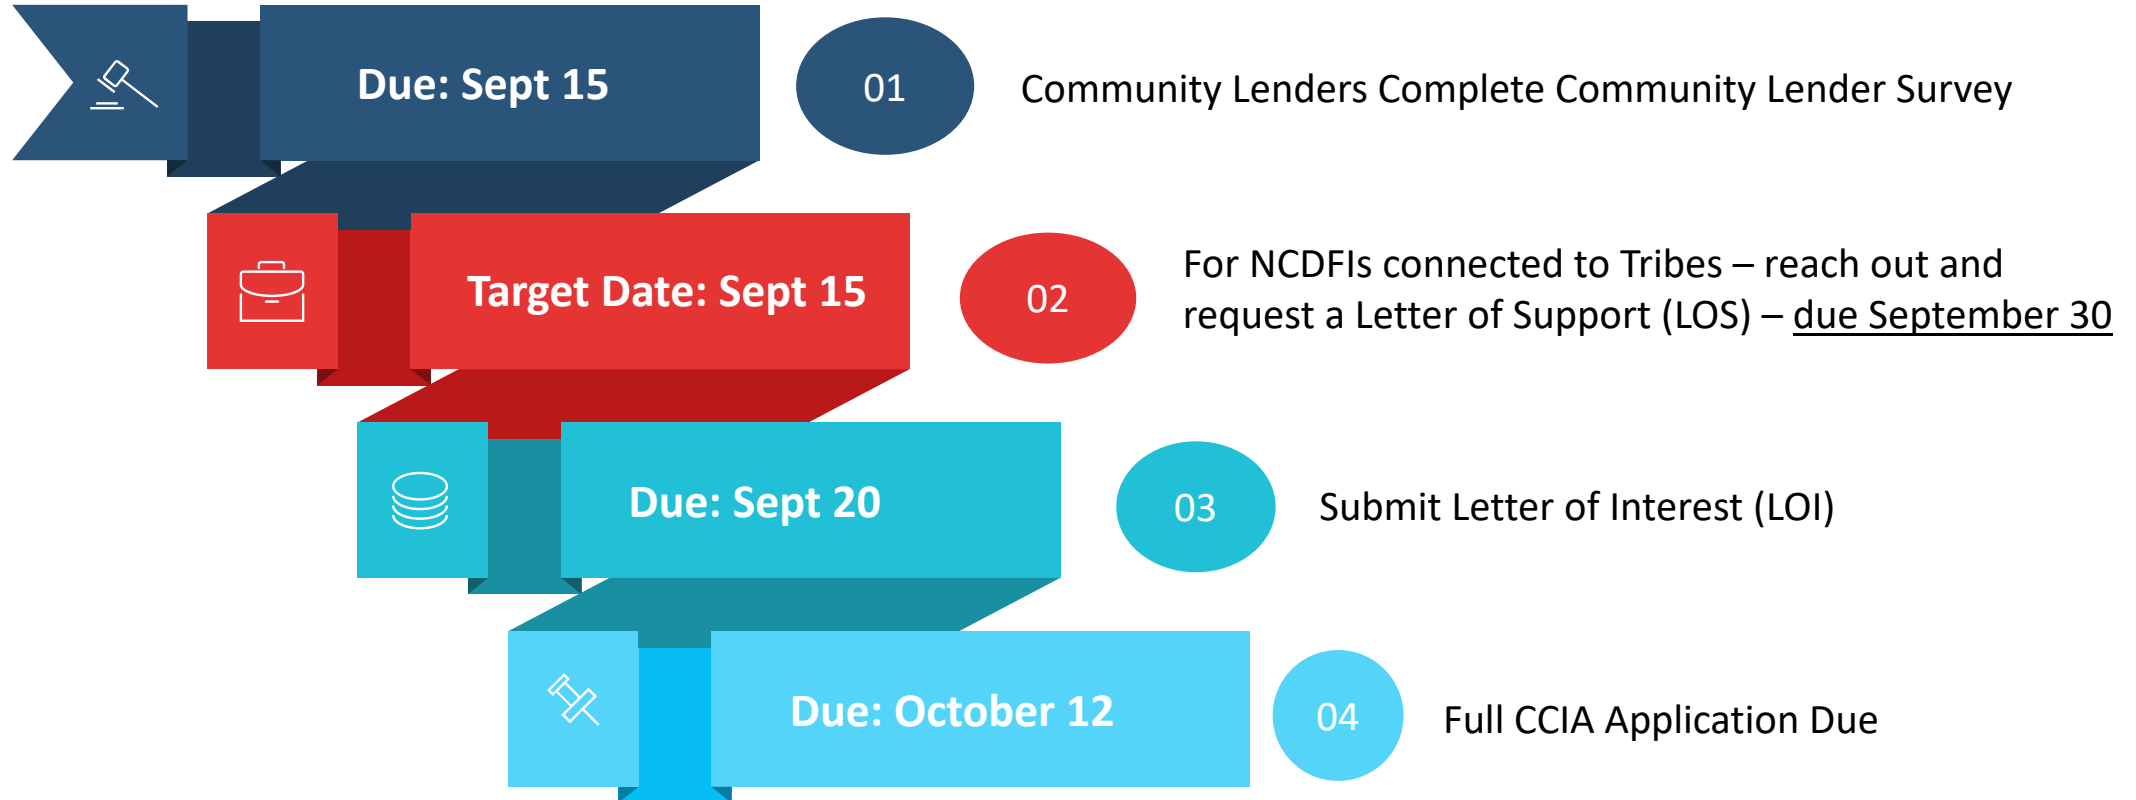 Due: Sept 15
01
Community Lenders Complete Community Lender Survey
Target Date: Sept 15
02
For NCDFIs connected to Tribes – reach out and
request a Letter of Support (LOS) – due September 30
Due: Sept 20
03
Submit Letter of Interest (LOI)
Due: October 12
04
Full CCIA Application Due